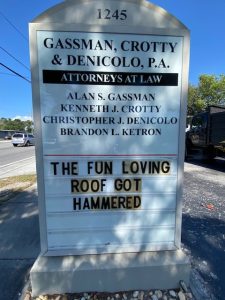 1245
GASSMAN, CROTTY
& DENICOLO, P.A.
ATTORNEYS AT LAW
ALAN S. GASSMAN
KENNETH J. CROTTY
CHRISTOPHER J. DENICOLO
BRANDON L. KETRON
THE FUN LOVING
ROOF GOT
HAMMERED